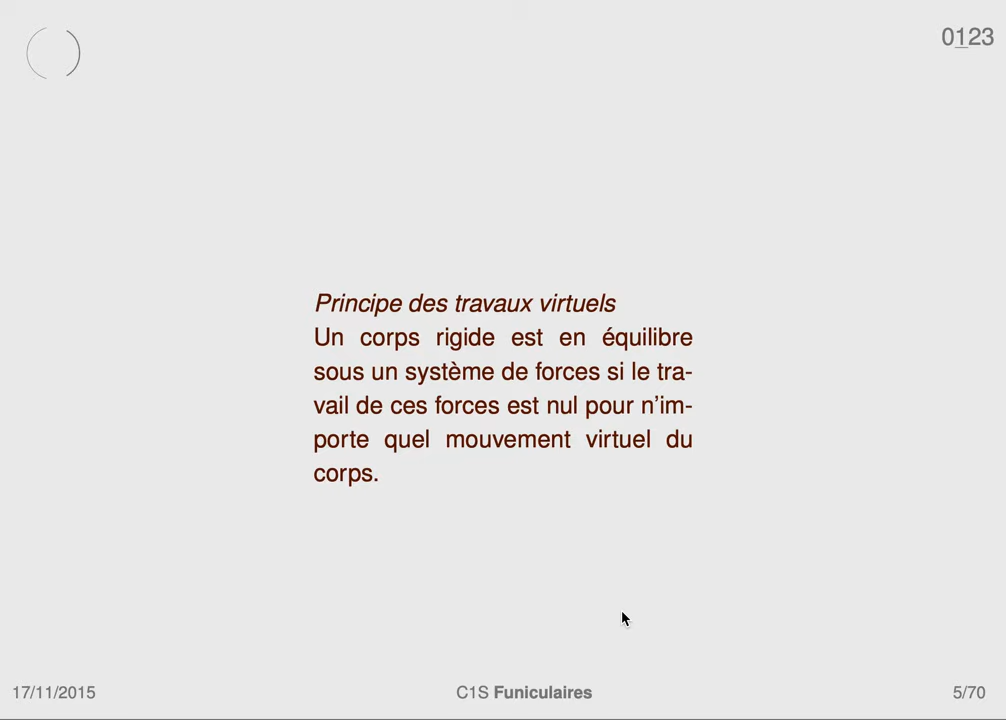 0123
Principe des travaux virtuels
Un corps rigide est en équilibre
sous un système de forces si le tra-
vail de ces forces est nul pour n'im-
porte quel mouvement virtuel du
corps.
17/11/2015
C1S Funiculaires
5/70